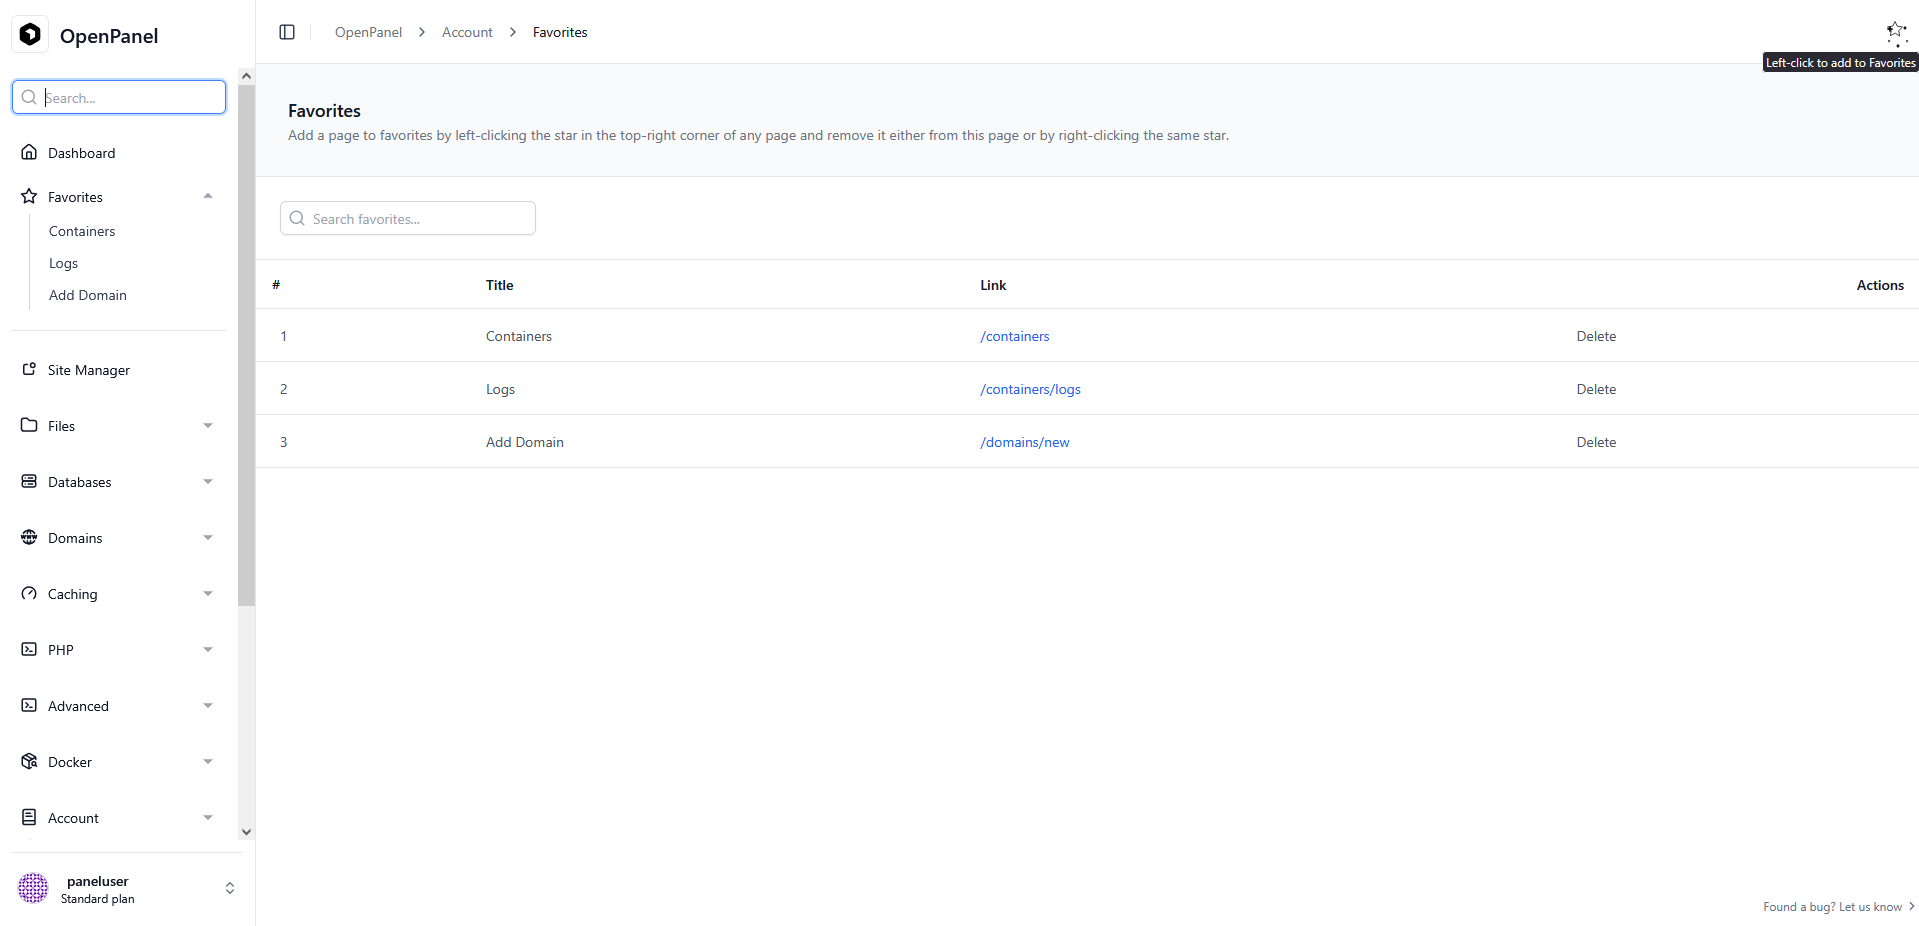 OpenPanel
Search...
Dashboard
Favorites
Containers
Logs
Add Domain
Site Manager
Files
Databases
Domains
Caching
PHP
Advanced
Docker
Account
paneluser
Standard plan
OpenPanel > Account > Favorites
Left-click to add to Favorites
Favorites
Add a page to favorites by left-clicking the star in the top-right corner of any page and remove it either from this page or by right-clicking the same star.
Search favorites...
# Title Link Actions
1 Containers /containers Delete
2 Logs /containers/logs Delete
3 Add Domain /domains/new Delete
Found a bug? Let us know >